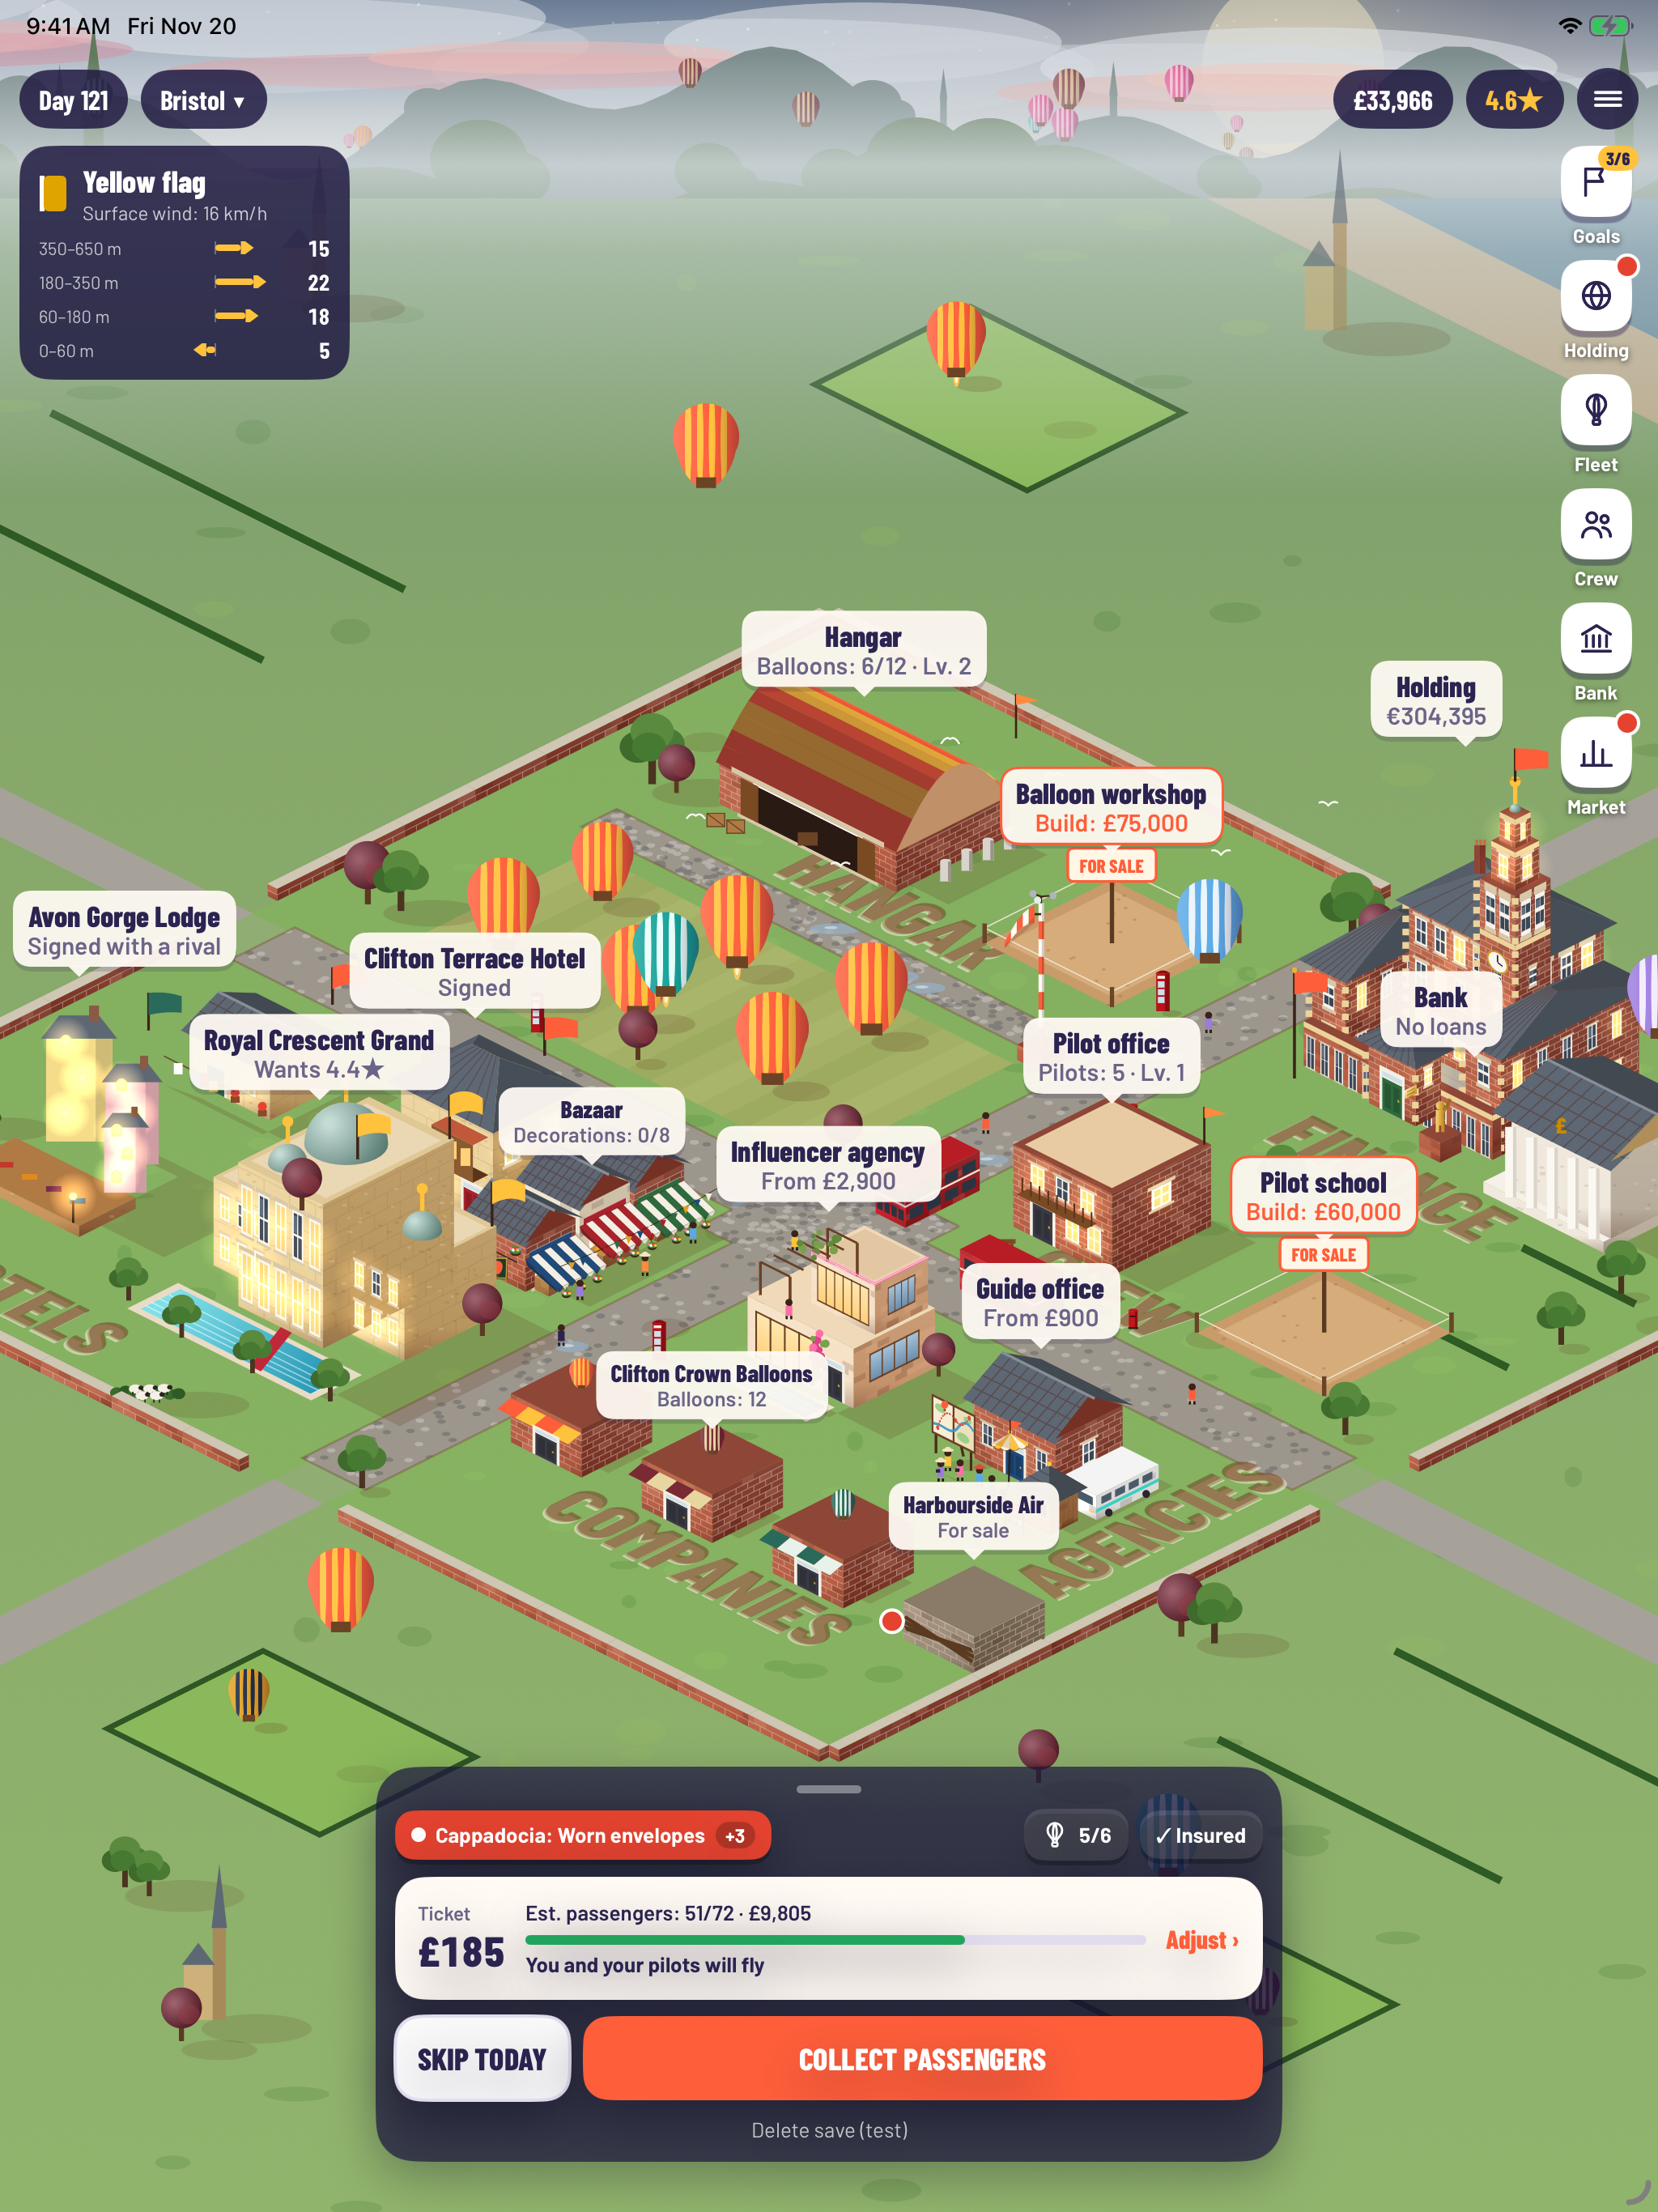 9:41 AM Fri Nov 20
Day 121
Bristol ▾
£33,966
4.6★
Yellow flag
Surface wind: 16 km/h
350–650 m 15
180–350 m 22
60–180 m 18
0–60 m 5
3/6
Goals
Holding
Fleet
Crew
Bank
Market
Hangar
Balloons: 6/12 · Lv. 2
Holding
€304,395
Balloon workshop
Build: £75,000
FOR SALE
HANGAR
Avon Gorge Lodge
Signed with a rival
Clifton Terrace Hotel
Signed
Royal Crescent Grand
Wants 4.4★
Bank
No loans
Pilot office
Pilots: 5 · Lv. 1
Bazaar
Decorations: 0/8
Influencer agency
From £2,900
£
FINANCE
Pilot school
Build: £60,000
FOR SALE
Guide office
From £900
Clifton Crown Balloons
Balloons: 12
Harbourside Air
For sale
COMPANIES
AGENCIES
Cappadocia: Worn envelopes +3
5/6
✓Insured
Ticket
£185
Est. passengers: 51/72 · £9,805
You and your pilots will fly
Adjust ›
SKIP TODAY
COLLECT PASSENGERS
Delete save (test)